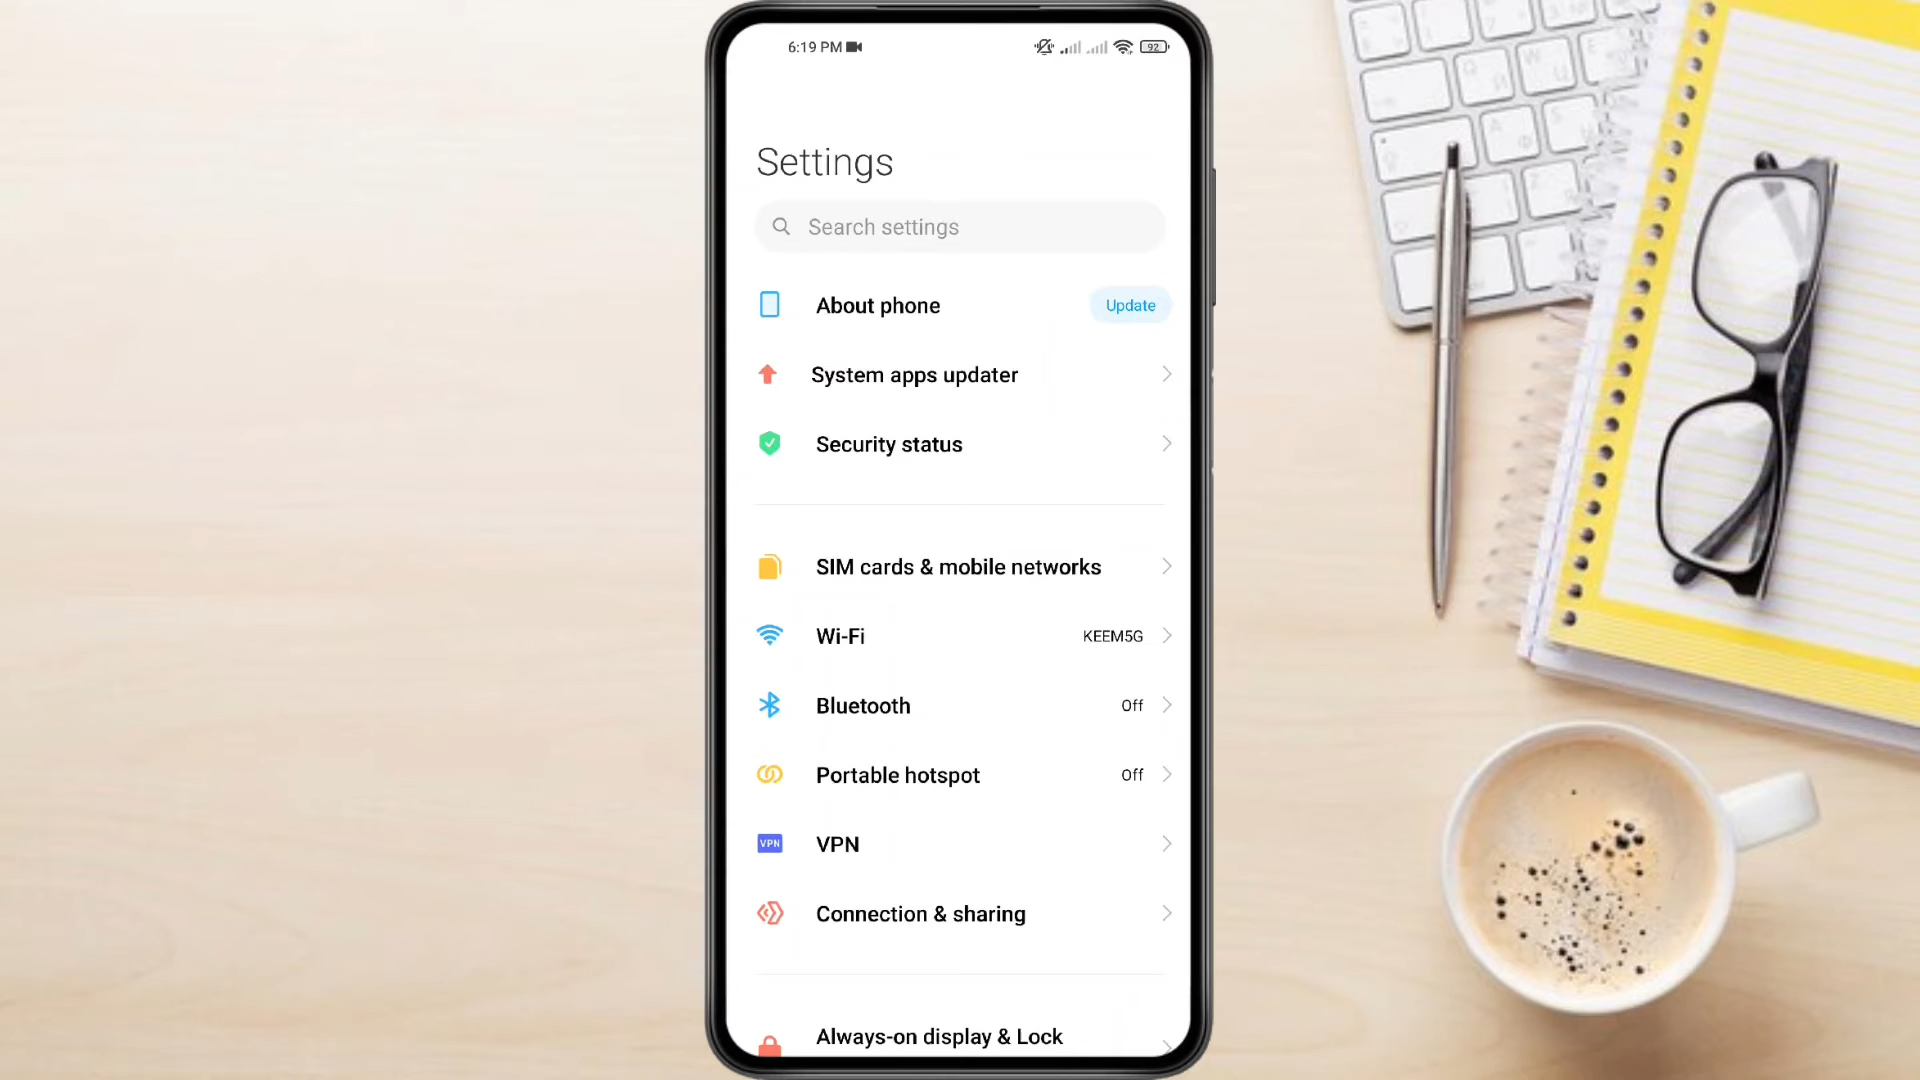 6:19 PM
92
Settings
Search settings
About phone
Update
System apps updater
Security status
SIM cards & mobile networks
Wi-Fi
KEEM5G
Bluetooth
Off
Portable hotspot
Off
VPN
VPN
Connection & sharing
Always-on display & Lock